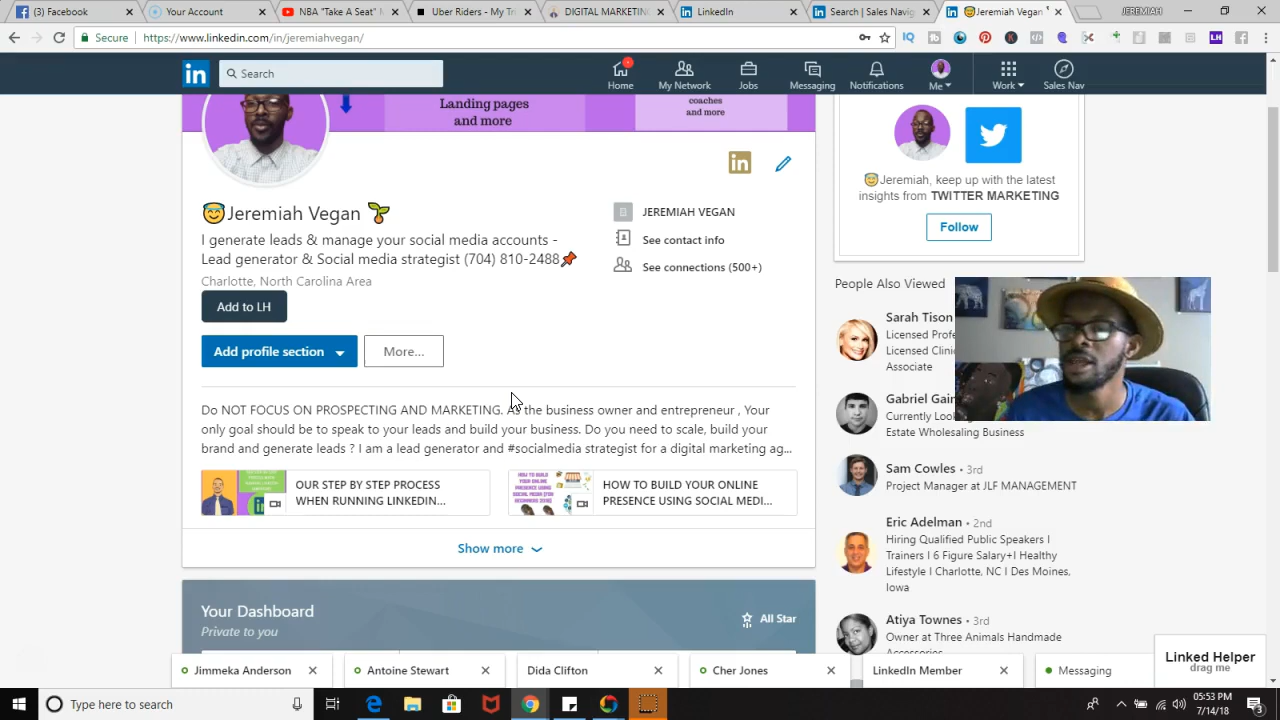 Facebook
Your Account
NBA "Take A Seat"
Uber Riders - My Tr
DIGITAL MARKETIN
LinkedIn
Search | Sales Navig
Jeremiah Vegan
JEREMIAH
Secure
https://www.linkedin.com/in/jeremiahvegan/
in
Search
Home
My Network
Jobs
Messaging
Notifications
Me
Work
Sales Nav
Landing pages
and more
coaches
and more
in
Jeremiah, keep up with the latest
insights from TWITTER MARKETING
Follow
Jeremiah Vegan
I generate leads & manage your social media accounts -
Lead generator & Social media strategist (704) 810-2488
Charlotte, North Carolina Area
JEREMIAH VEGAN
See contact info
See connections (500+)
Add to LH
Add profile section
More...
Do NOT FOCUS ON PROSPECTING AND MARKETING. As the business owner and entrepreneur , Your
only goal should be to speak to your leads and build your business. Do you need to scale, build your
brand and generate leads ? I am a lead generator and #socialmedia strategist for a digital marketing ag...
OUR STEP BY STEP PROCESS
WHEN RUNNING LINKEDIN...
HOW TO BUILD YOUR ONLINE
PRESENCE USING SOCIAL MEDI...
Show more
Your Dashboard
Private to you
All Star
People Also Viewed
Sarah Tison
Licensed Profe
Licensed Clini
Associate
Gabriel Gain
Currently Look
Estate Wholesaling Business
Sam Cowles • 3rd
Project Manager at JLF MANAGEMENT
Eric Adelman • 2nd
Hiring Qualified Public Speakers I
Trainers I 6 Figure Salary+I Healthy
Lifestyle I Charlotte, NC I Des Moines,
Iowa
Atiya Townes • 3rd
Owner at Three Animals Handmade
Accessories
Linked Helper
drag me
Jimmeka Anderson
Antoine Stewart
Dida Clifton
Cher Jones
LinkedIn Member
Messaging
Type here to search
05:53 PM
7/14/18